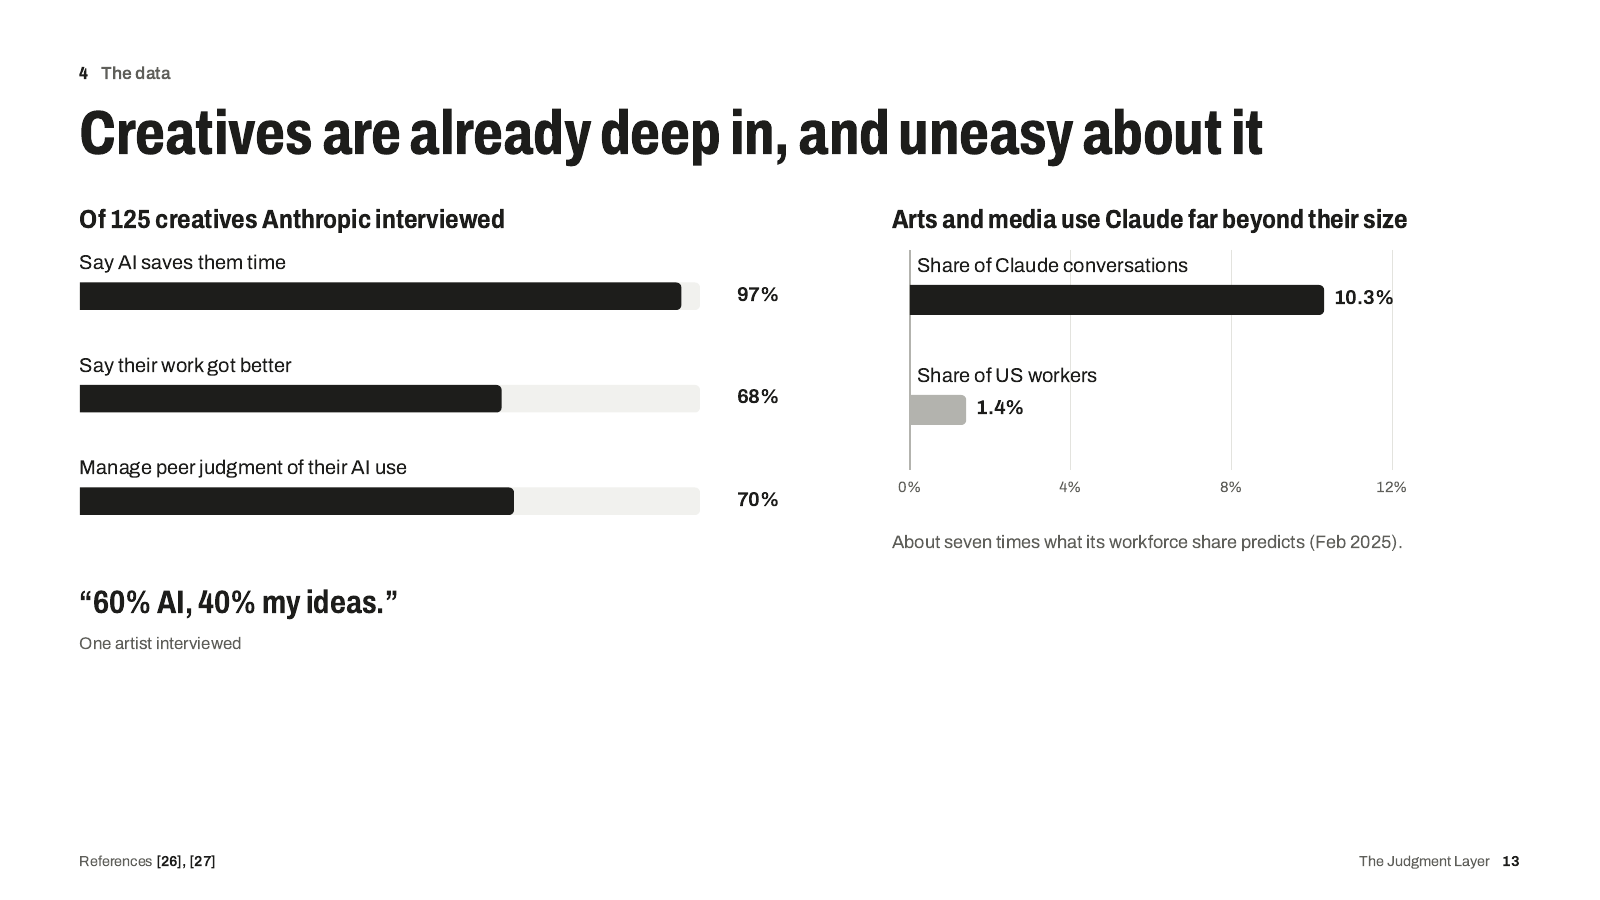 4 The data
Creatives are already deep in, and uneasy about it
Of 125 creatives Anthropic interviewed
Say AI saves them time
97%
Say their work got better
68%
Manage peer judgment of their AI use
70%
“60% AI, 40% my ideas.”
One artist interviewed
Arts and media use Claude far beyond their size
Share of Claude conversations
10.3%
Share of US workers
1.4%
0% 4% 8% 12%
About seven times what its workforce share predicts (Feb 2025).
References [26], [27]
The Judgment Layer 13